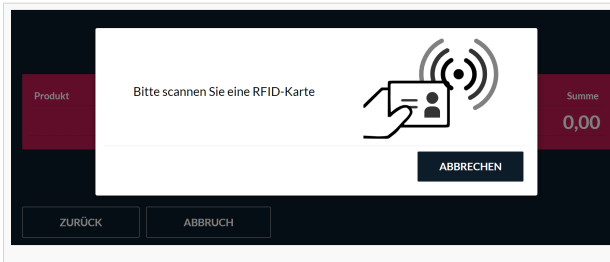 Bitte scannen Sie eine RFID-Karte
Produkt
Summe
0,00
ABBRECHEN
ZURÜCK
ABBRUCH